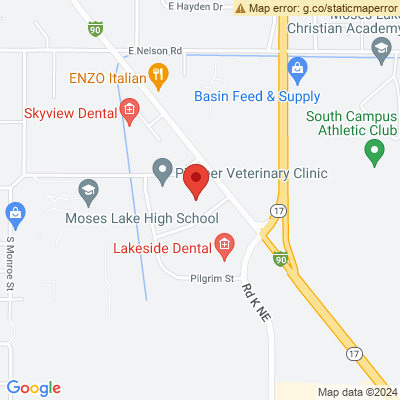 E Hayden Dr
Map error: g.co/staticmaperror
Moses Lake
Christian Academy
90
E Nelson Rd
ENZO Italian
Basin Feed & Supply
Skyview Dental
South Campus
Athletic Club
Pioneer Veterinary Clinic
Moses Lake High School
17
S Monroe St
Lakeside Dental
90
Pilgrim St
Rd K NE
17
Google
Map data ©2024